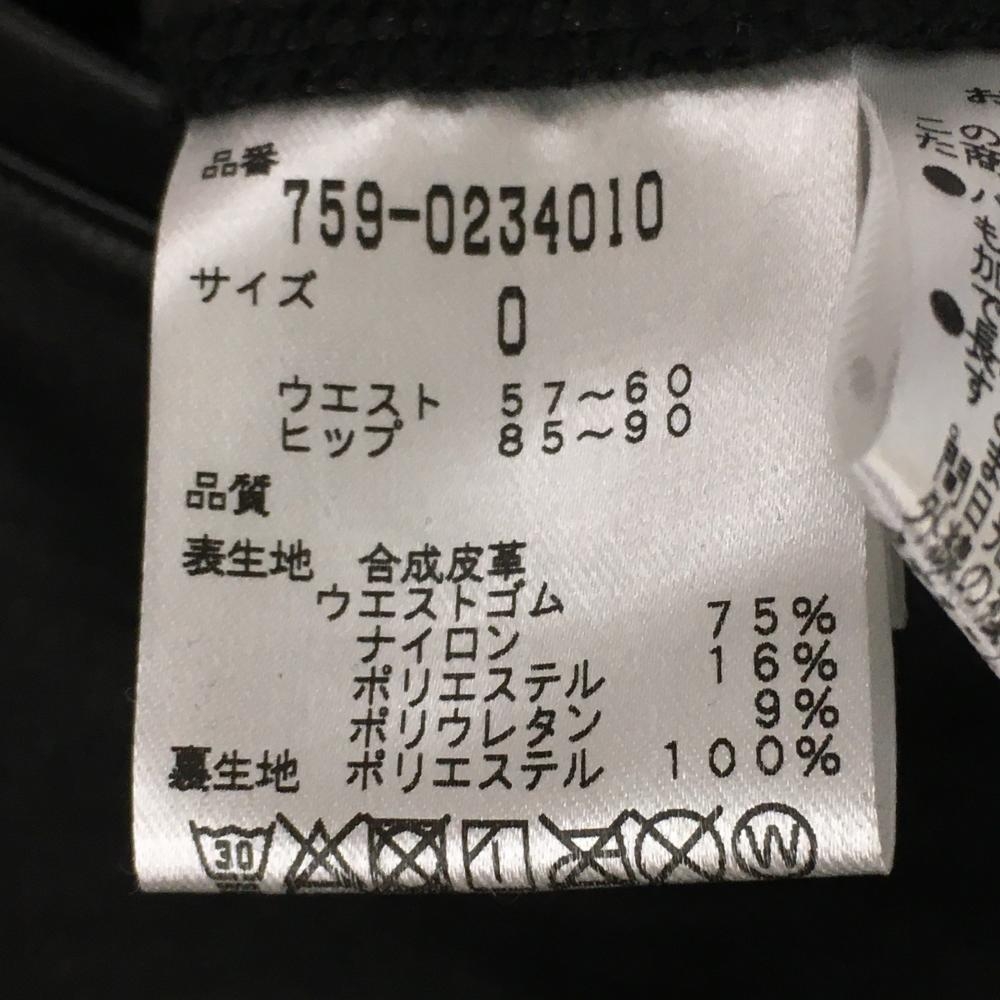 品番
759-0234010
サイズ
0
ウエスト 57～60
ヒップ 85～90
品質
表生地 合成皮革
ウエストゴム
ナイロン 75%
ポリエステル 16%
ポリウレタン 9%
裏生地 ポリエステル 100%
30
W